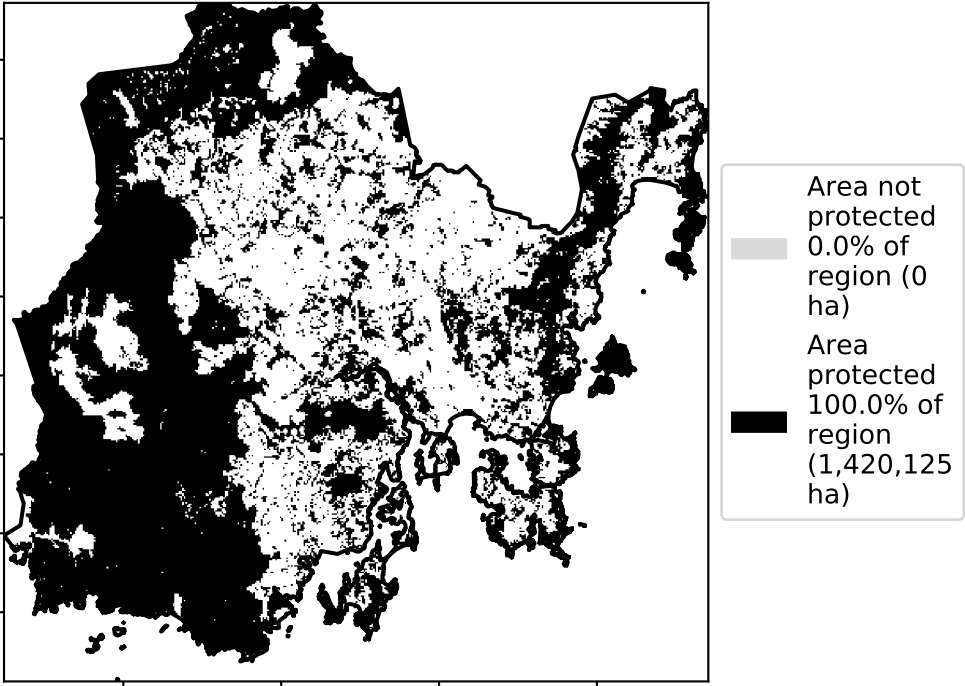 Area not
protected
0.0% of
region (0
ha)
Area
protected
100.0% of
region
(1,420,125
ha)